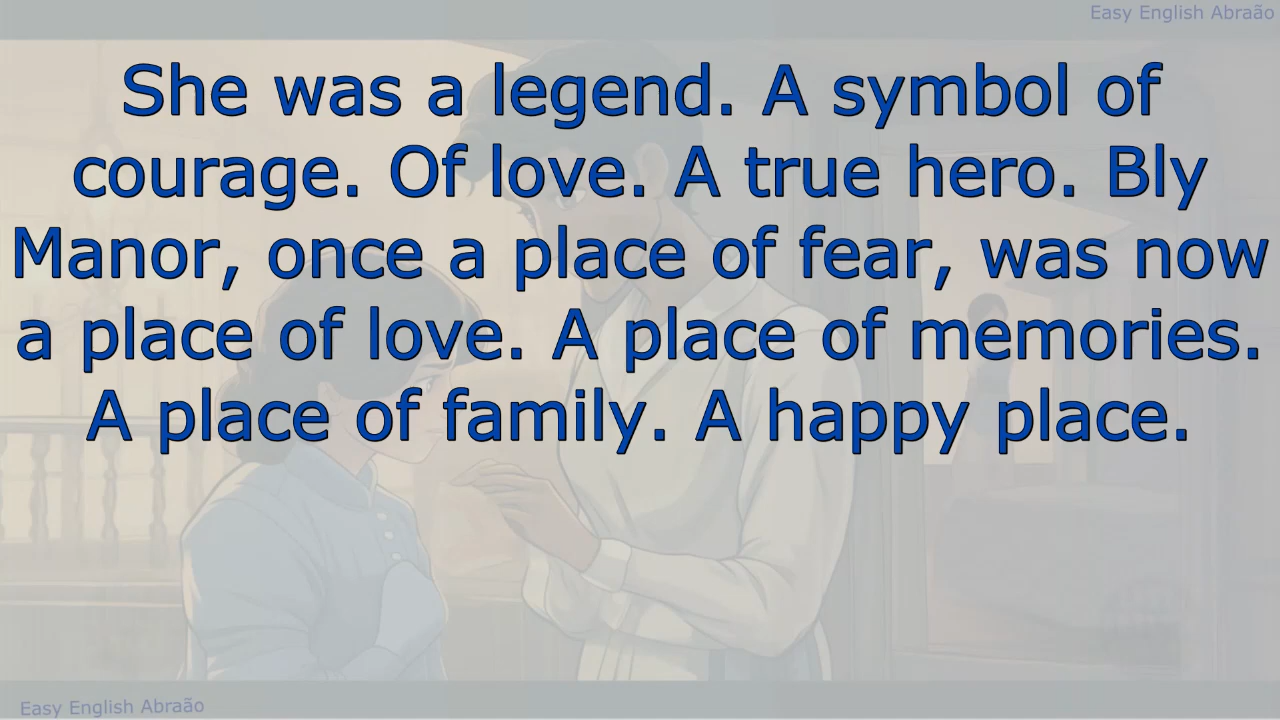 Easy English Abraão
She was a legend. A symbol of
courage. Of love. A true hero. Bly
Manor, once a place of fear, was now
a place of love. A place of memories.
A place of family. A happy place.
Easy English Abraão